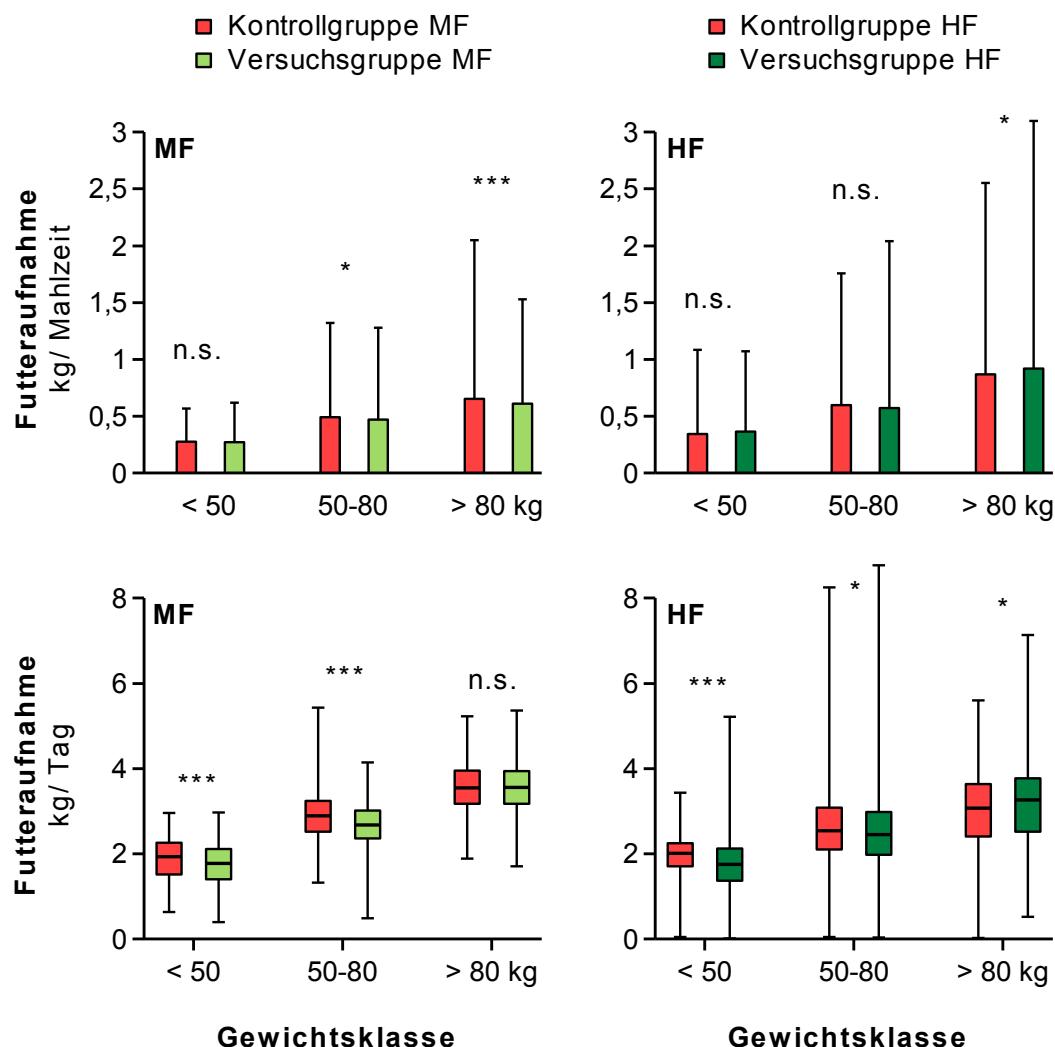 Kontrollgruppe MF
Versuchsgruppe MF
Kontrollgruppe HF
Versuchsgruppe HF
Futteraufnahme
kg/ Mahlzeit
MF
3
2,5
2
1,5
1
0,5
0
n.s.
*
***
< 50
50-80
> 80 kg
HF
3
2,5
2
1,5
1
0,5
0
n.s.
n.s.
*
< 50
50-80
> 80 kg
Futteraufnahme
kg/ Tag
MF
8
6
4
2
0
***
***
n.s.
< 50
50-80
> 80 kg
Gewichtsklasse
HF
8
6
4
2
0
***
*
*
< 50
50-80
> 80 kg
Gewichtsklasse